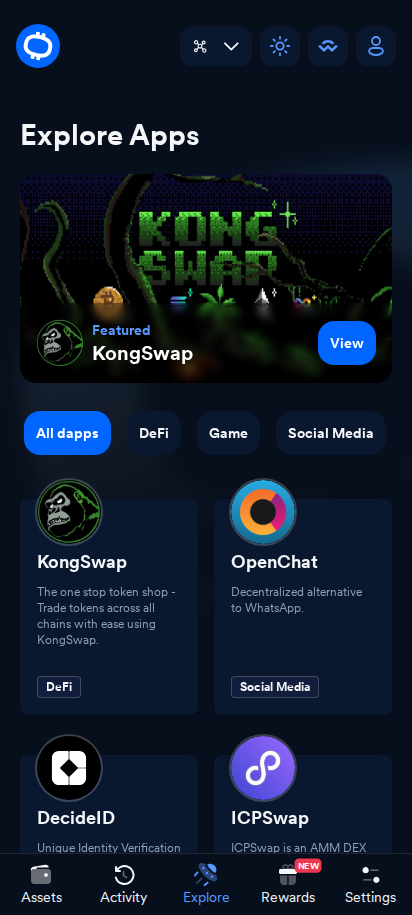 Explore Apps
KONG
SWAP
Featured
KongSwap
View
All dapps
DeFi
Game
Social Media
KongSwap
The one stop token shop -
Trade tokens across all
chains with ease using
KongSwap.
DeFi
OpenChat
Decentralized alternative
to WhatsApp.
Social Media
DecideID
Unique Identity Verification
ICPSwap
ICPSwap is an AMM DEX
NEW
Assets
Activity
Explore
Rewards
Settings